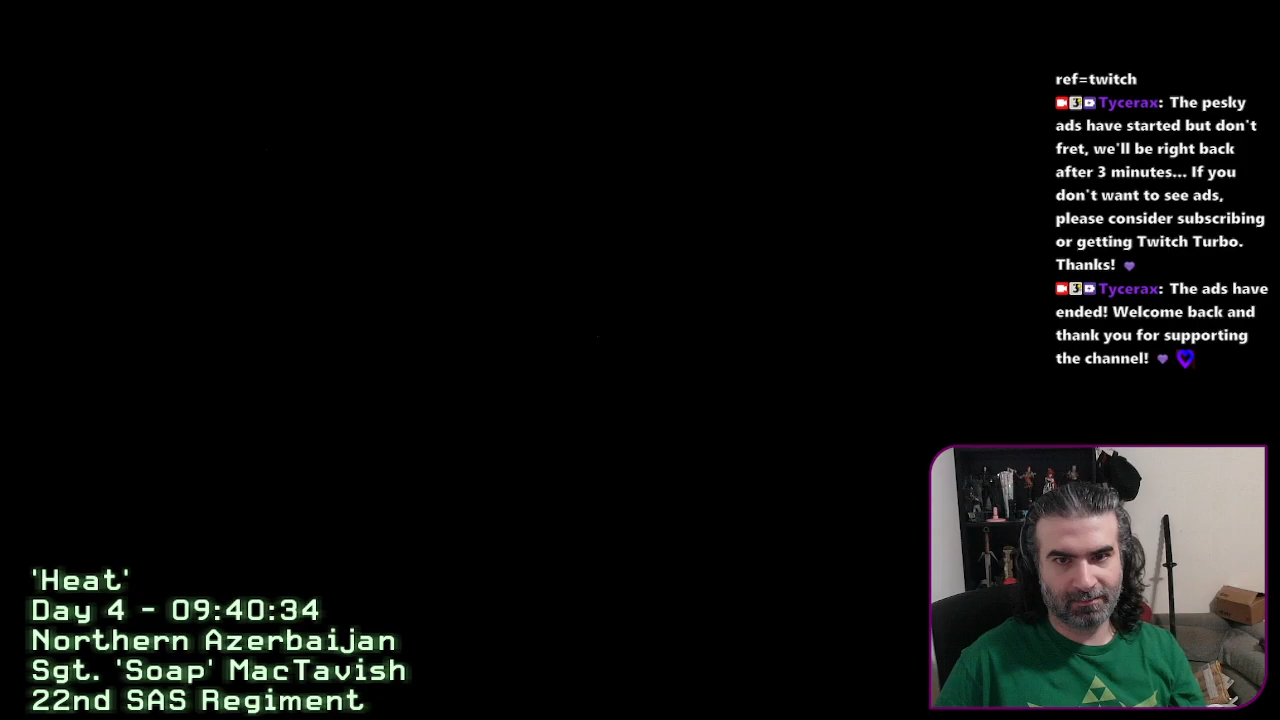 ref=twitch
Tycerax: The pesky
ads have started but don't
fret, we'll be right back
after 3 minutes... If you
don't want to see ads,
please consider subscribing
or getting Twitch Turbo.
Thanks!
Tycerax: The ads have
ended! Welcome back and
thank you for supporting
the channel!
'Heat'
Day 4 - 09:40:34
Northern Azerbaijan
Sgt. 'Soap' MacTavish
22nd SAS Regiment